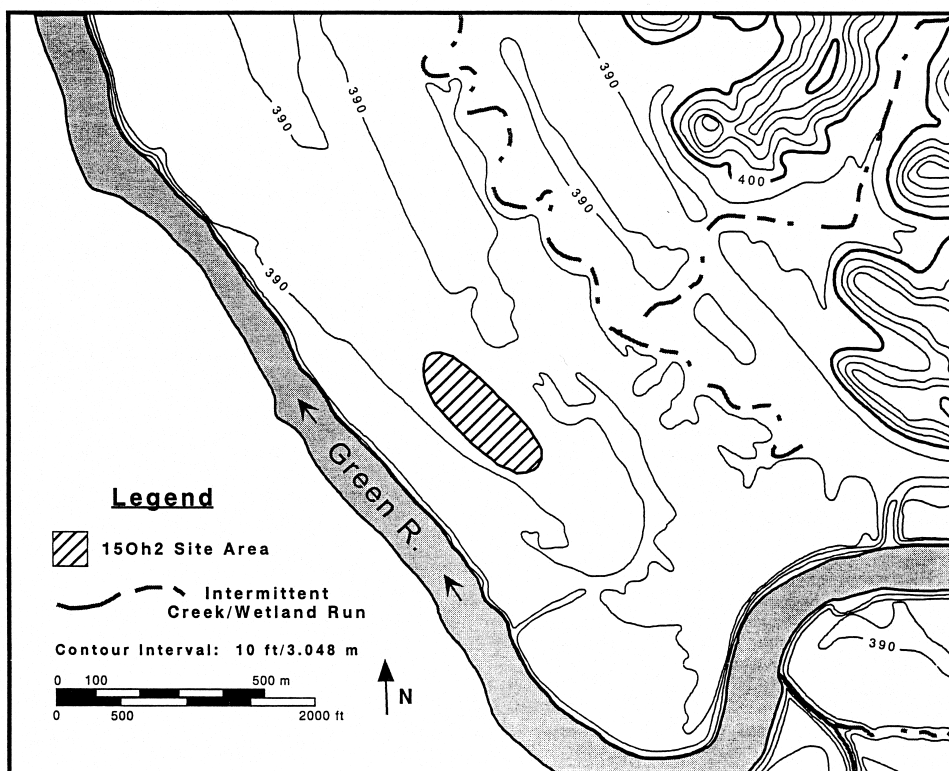 390
390
390
390
400
390
Green R.
Legend
15Oh2 Site Area
Intermittent
Creek/Wetland Run
Contour Interval: 10 ft/3.048 m
0 100 500 m
0 500 2000 ft
N
390